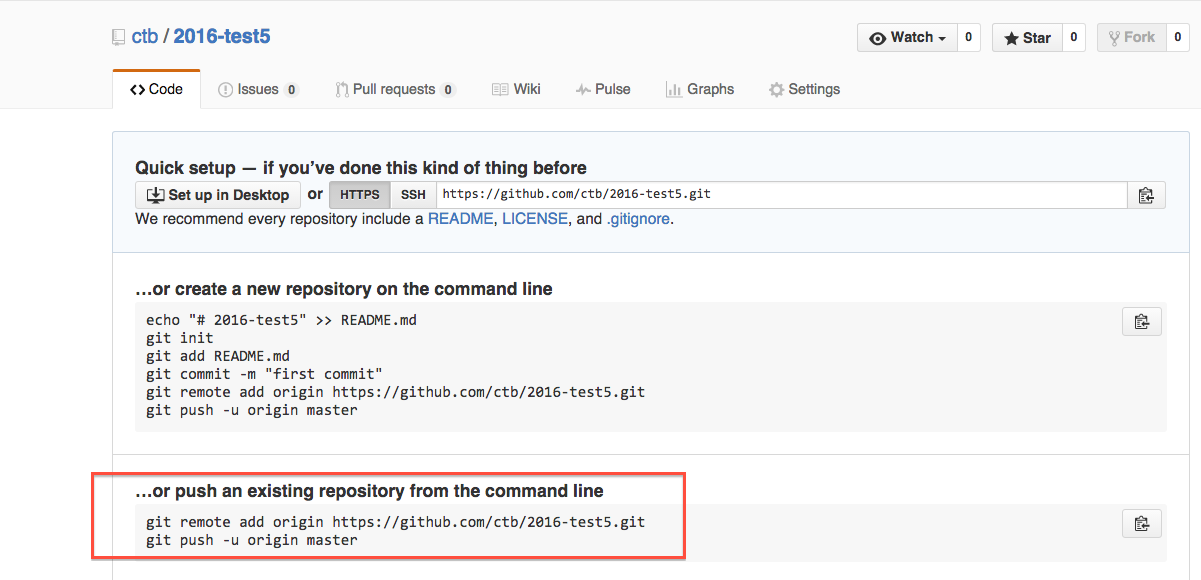 ctb / 2016-test5
Watch 0 Star 0 Fork 0
Code Issues 0 Pull requests 0 Wiki Pulse Graphs Settings
Quick setup — if you’ve done this kind of thing before
Set up in Desktop or HTTPS SSH https://github.com/ctb/2016-test5.git
We recommend every repository include a README, LICENSE, and .gitignore.
…or create a new repository on the command line
echo "# 2016-test5" >> README.md
git init
git add README.md
git commit -m "first commit"
git remote add origin https://github.com/ctb/2016-test5.git
git push -u origin master
…or push an existing repository from the command line
git remote add origin https://github.com/ctb/2016-test5.git
git push -u origin master